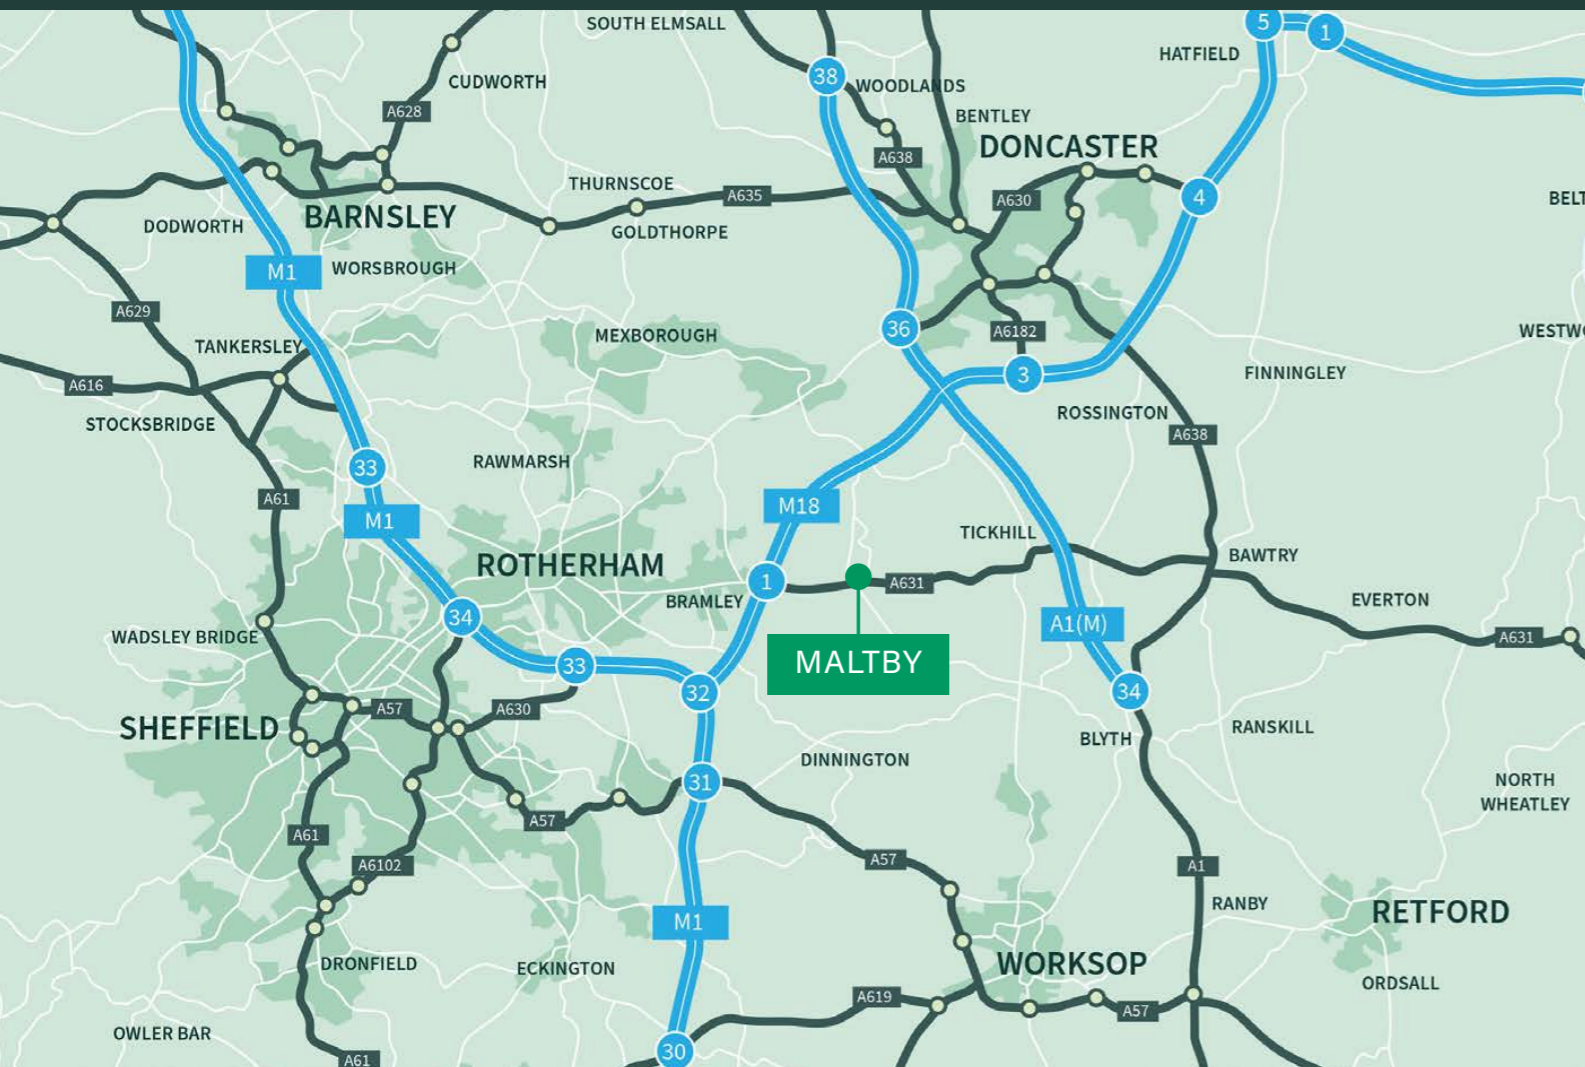 SOUTH ELMSALL
5
1
HATFIELD
38
WOODLANDS
CUDWORTH
A628
BENTLEY
DONCASTER
A638
THURNSCOE
A635
A630
4
BELT
BARNSLEY
DODWORTH
GOLDTHORPE
M1
WORSBROUGH
A629
36
MEXBOROUGH
A6182
WESTWO
TANKERSLEY
A616
3
FINNINGLEY
STOCKSBRIDGE
ROSSINGTON
A638
33
RAWMARSH
A61
M18
M1
TICKHILL
BAWTRY
ROTHERHAM
1
A631
BRAMLEY
EVERTON
34
A1(M)
WADSLEY BRIDGE
A631
MALTBY
33
32
34
A57
A630
SHEFFIELD
RANSKILL
BLYTH
DINNINGTON
31
NORTH
WHEATLEY
A57
A61
A57
A6102
A1
RANBY
RETFORD
M1
DRONFIELD
ECKINGTON
WORKSOP
ORDSALL
A619
A57
OWLER BAR
30
A61